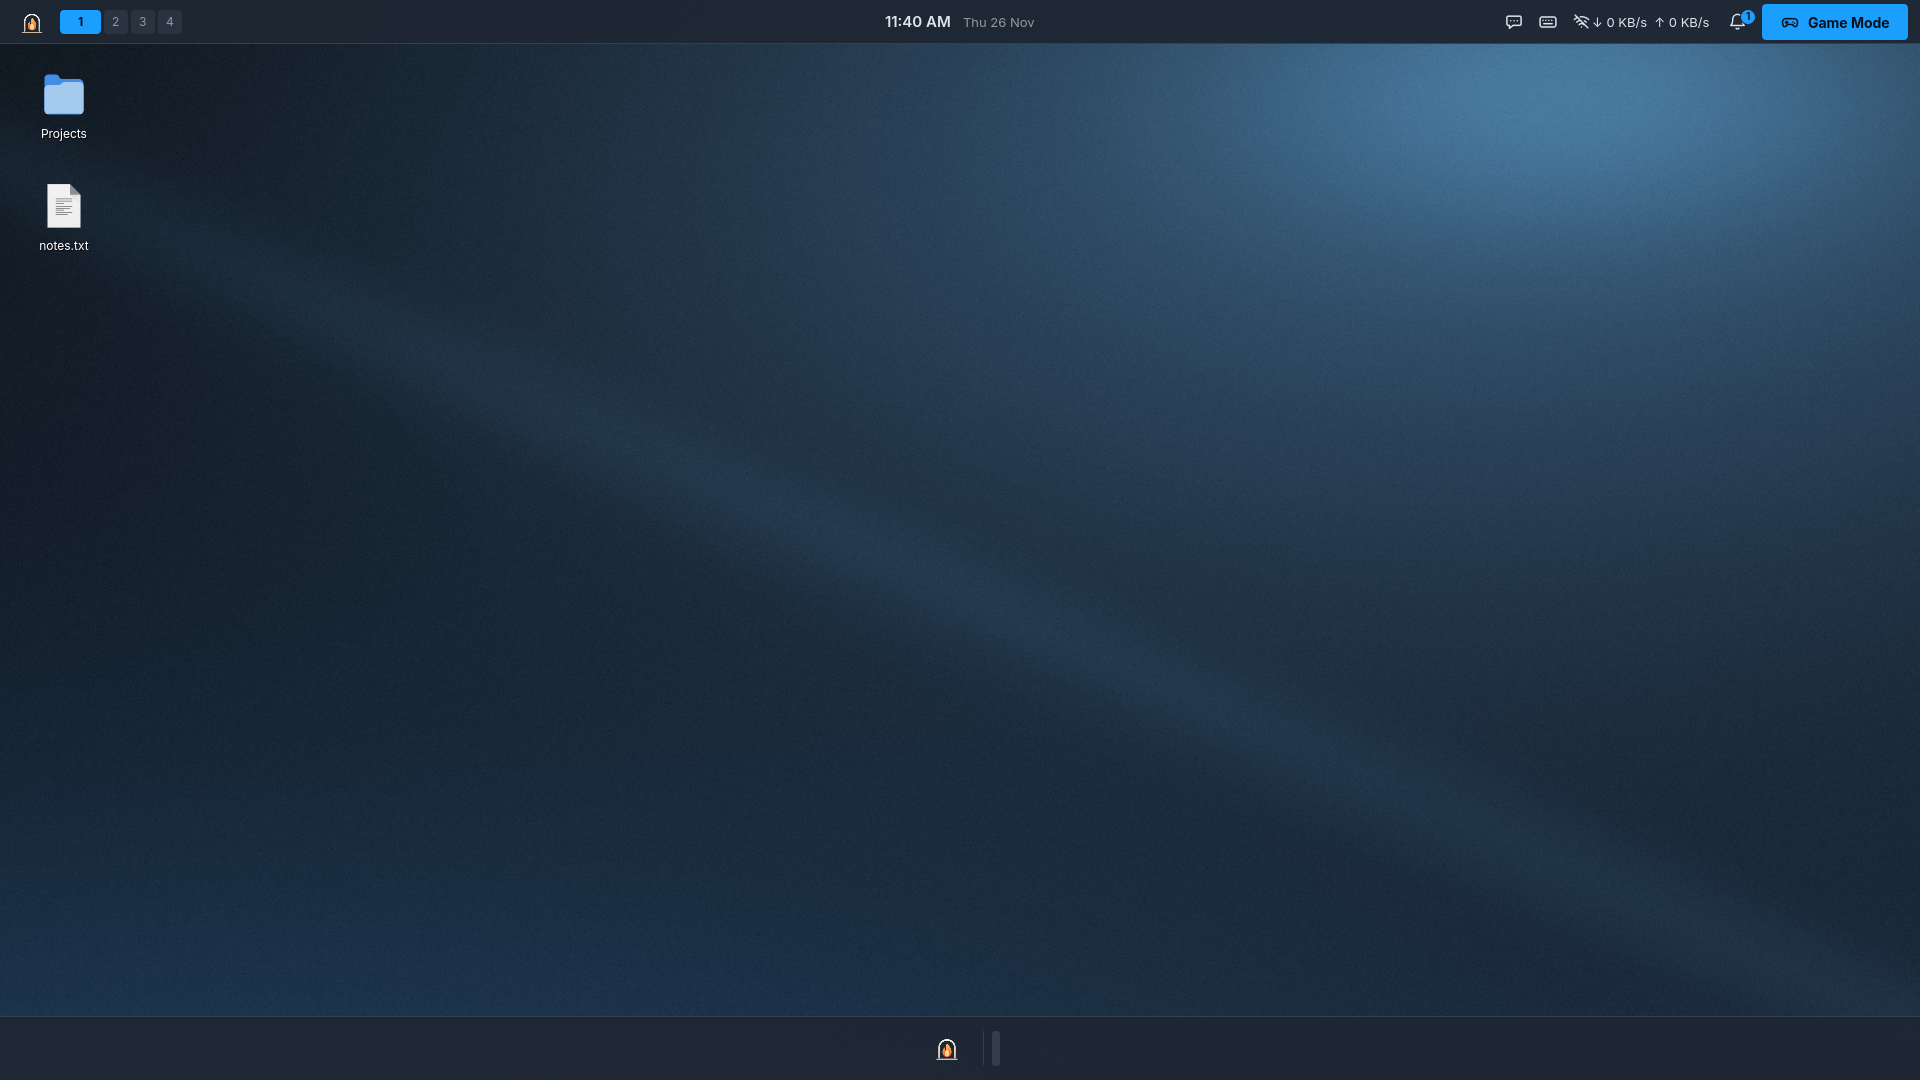 1 2 3 4 11:40 AM Thu 26 Nov ↓ 0 KB/s ↑ 0 KB/s 1 Game Mode
Projects
notes.txt